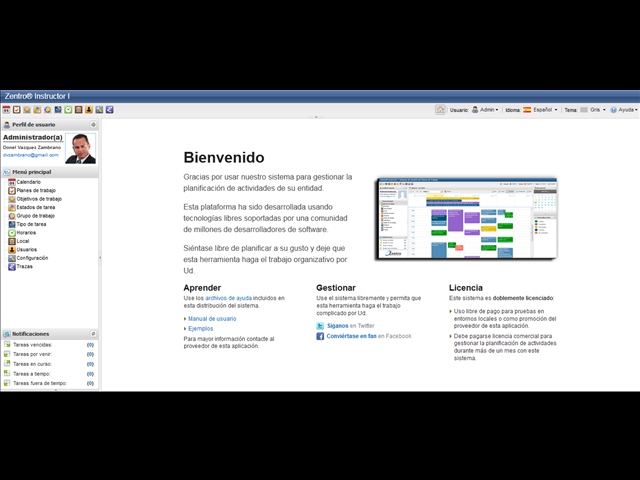 Zentro® Instructor I
Usuario: Admin Idioma: Español Tema: Gris Ayuda
Perfil de usuario
Administrador(a)
Donel Vazquez Zambrano
dvzambrano@gmail.com
Menú principal
Calendario
Planes de trabajo
Objetivos de trabajo
Estados de tarea
Grupo de trabajo
Tipo de tarea
Horarios
Local
Usuarios
Configuración
Trazas
Notificaciones
Tareas vencidas: (0)
Tareas por venir: (0)
Tareas en curso: (0)
Tareas a tiempo: (0)
Tareas fuera de tiempo: (0)
Bienvenido
Gracias por usar nuestro sistema para gestionar la
planificación de actividades de su entidad.
Esta plataforma ha sido desarrollada usando
tecnologías libres soportadas por una comunidad
de millones de desarrolladores de software.
Siéntase libre de planificar a su gusto y deje que
esta herramienta haga el trabajo organizativo por
Ud.
Zentro
Aprender
Use los archivos de ayuda incluidos en
esta distribución del sistema.
Manual de usuario
Ejemplos
Para mayor información contacte al
proveedor de esta aplicación.
Gestionar
Use el sistema libremente y permita que
esta herramienta haga el trabajo
complicado por Ud.
Síganos en Twitter
Conviértase en fan en Facebook
Licencia
Este sistema es doblemente licenciado:
Uso libre de pago para pruebas en
entornos locales o como promoción del
proveedor de esta aplicación.
Debe pagarse licencia comercial para
gestionar la planificación de actividades
durante más de un mes con este
sistema.